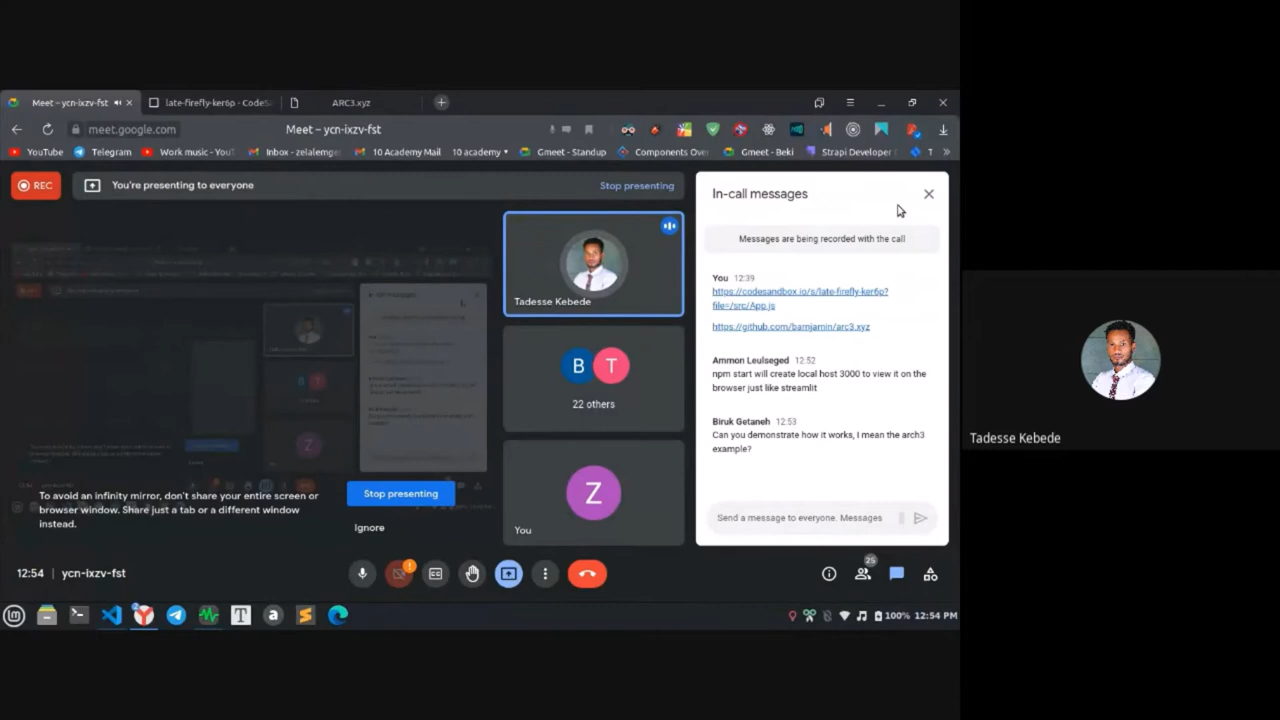 Meet – ycn-ixzv-fst
late-firefly-ker6p - CodeS
ARC3.xyz
meet.google.com
Meet – ycn-ixzv-fst
YouTube
Telegram
Work music - You
Inbox - zelalemge
10 Academy Mail
10 academy
Gmeet - Standup
Components Ove
Gmeet - Beki
Strapi Developer
T
REC
You're presenting to everyone
Stop presenting
Tadesse Kebede
B T
22 others
Z
You
To avoid an infinity mirror, don't share your entire screen or
browser window. Share just a tab or a different window
instead.
Stop presenting
Ignore
In-call messages
Messages are being recorded with the call
You 12:39
https://codesandbox.io/s/late-firefly-ker6p?
file=/src/App.js
https://github.com/barnjamin/arc3.xyz
Ammon Leulseged 12:52
npm start will create local host 3000 to view it on the
browser just like streamlit
Biruk Getaneh 12:53
Can you demonstrate how it works, I mean the arch3
example?
Send a message to everyone. Messages
12:54 | ycn-ixzv-fst
25
100% 12:54 PM
Tadesse Kebede